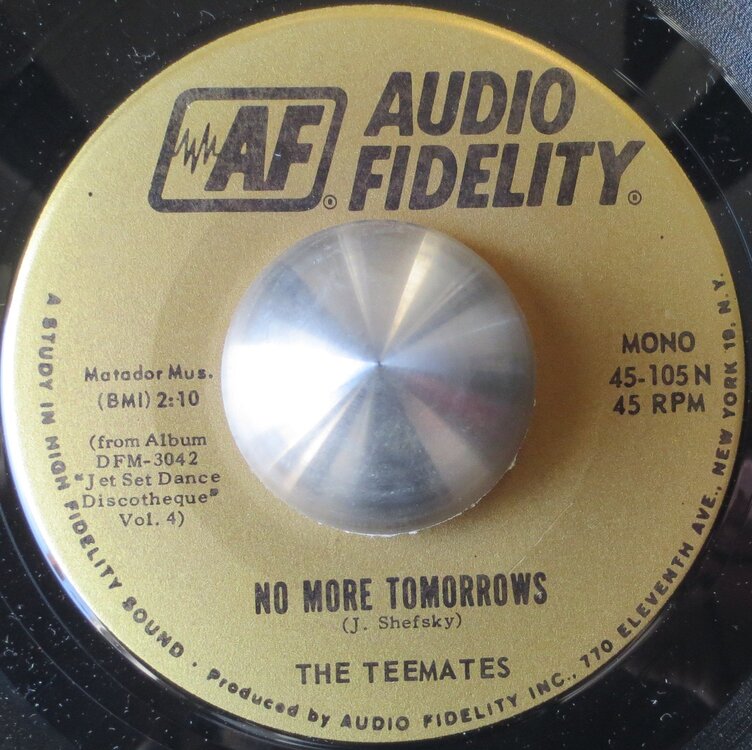 AF®
AUDIO
FIDELITY®
Matador Mus.
(BMI) 2:10
(from Album
DFM-3042
"Jet Set Dance
Discotheque"
Vol. 4)
MONO
45-105N
45 RPM
NO MORE TOMORROWS
(J. Shefsky)
THE TEEMATES
A STUDY IN HIGH FIDELITY SOUND · Produced by AUDIO FIDELITY INC., 770 ELEVENTH AVE., NEW YORK 19, N. Y.